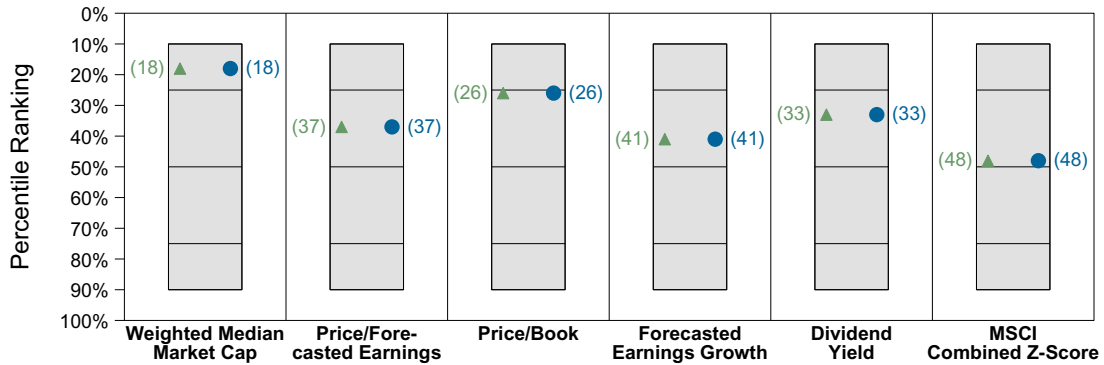 Percentile Ranking
0%
10%
20%
30%
40%
50%
60%
70%
80%
90%
100%
(18) (18)
(37) (37)
(26) (26)
(41) (41)
(33) (33)
(48) (48)
Weighted Median
Market Cap
Price/Fore-
casted Earnings
Price/Book
Forecasted
Earnings Growth
Dividend
Yield
MSCI
Combined Z-Score